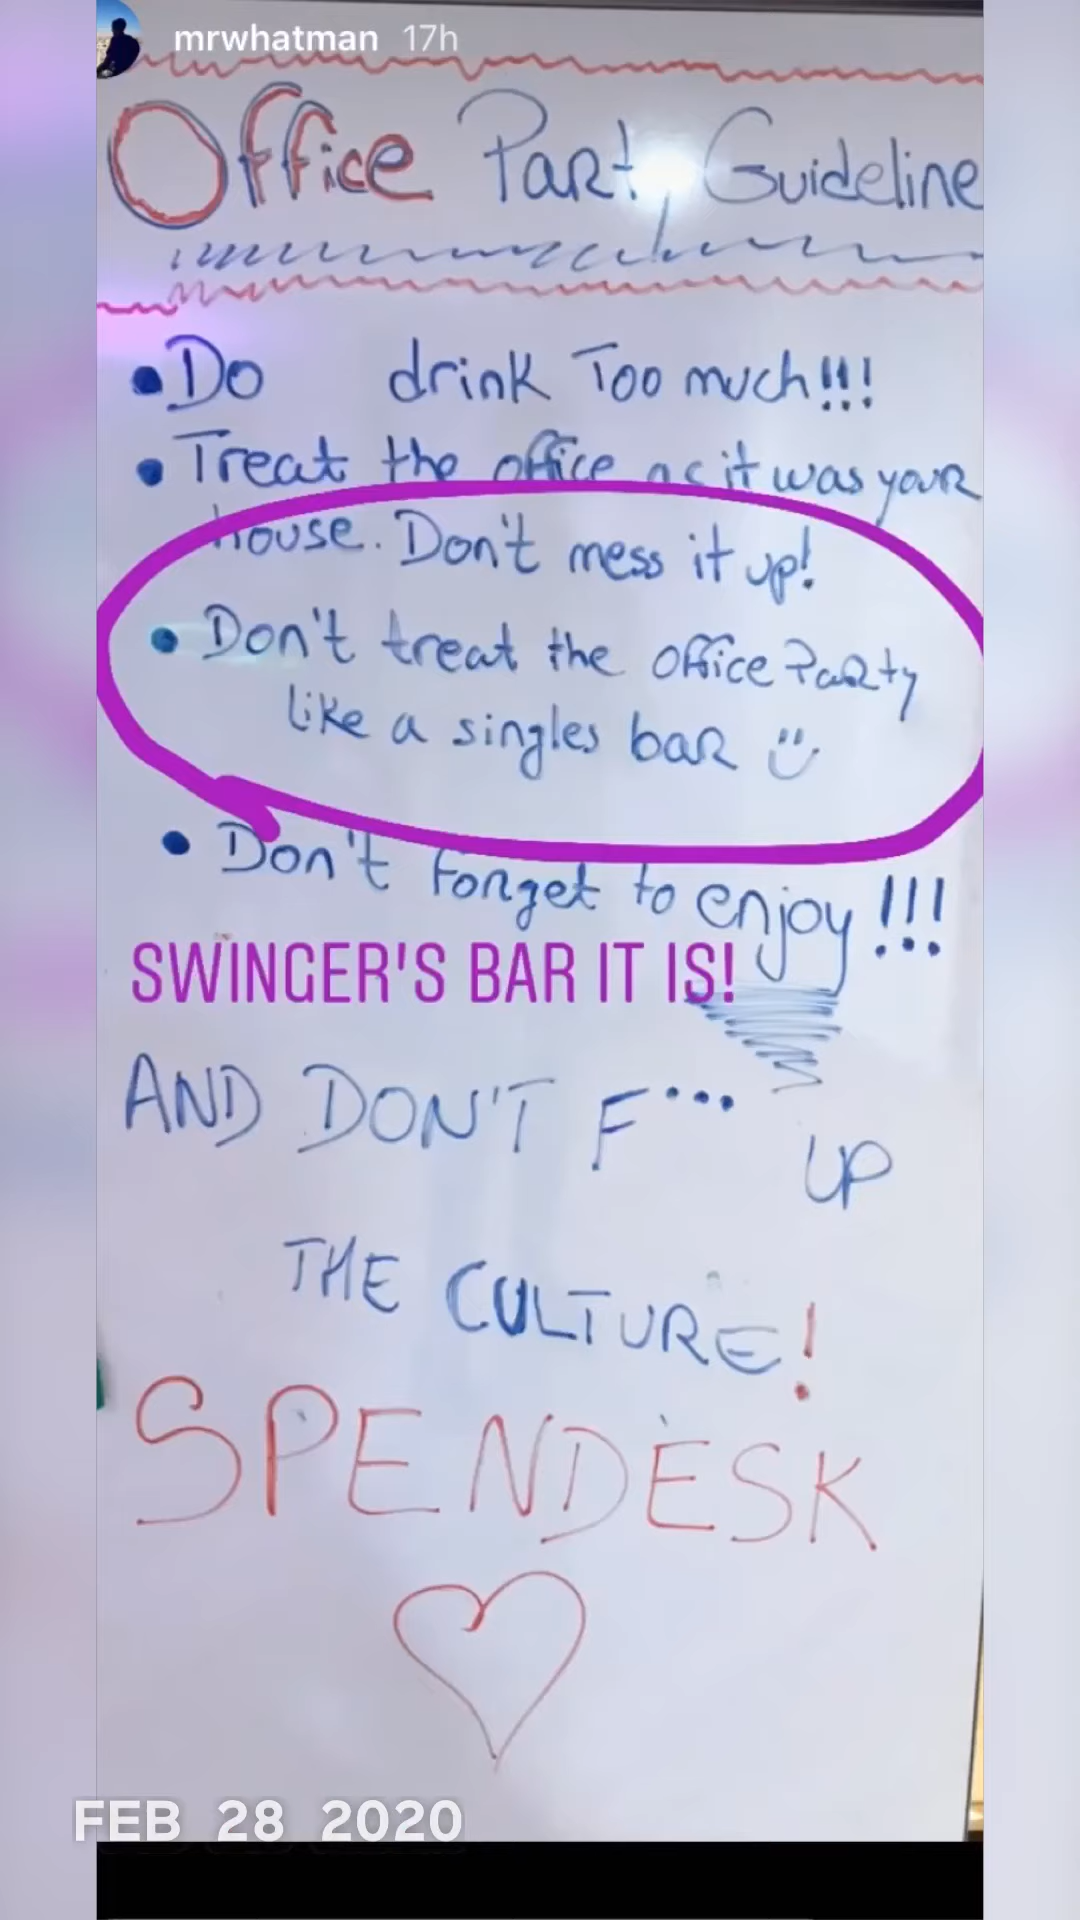 mrwhatman 17h
Office Party Guideline
• Do drink Too much!!!
• Treat the office as it was your
house. Don't mess it up!
• Don't treat the office Party
like a singles bar
• Don't forget to enjoy!!!
SWINGER'S BAR IT IS!
AND DON'T F... UP
THE CULTURE!
SPENDESK
FEB 28 2020